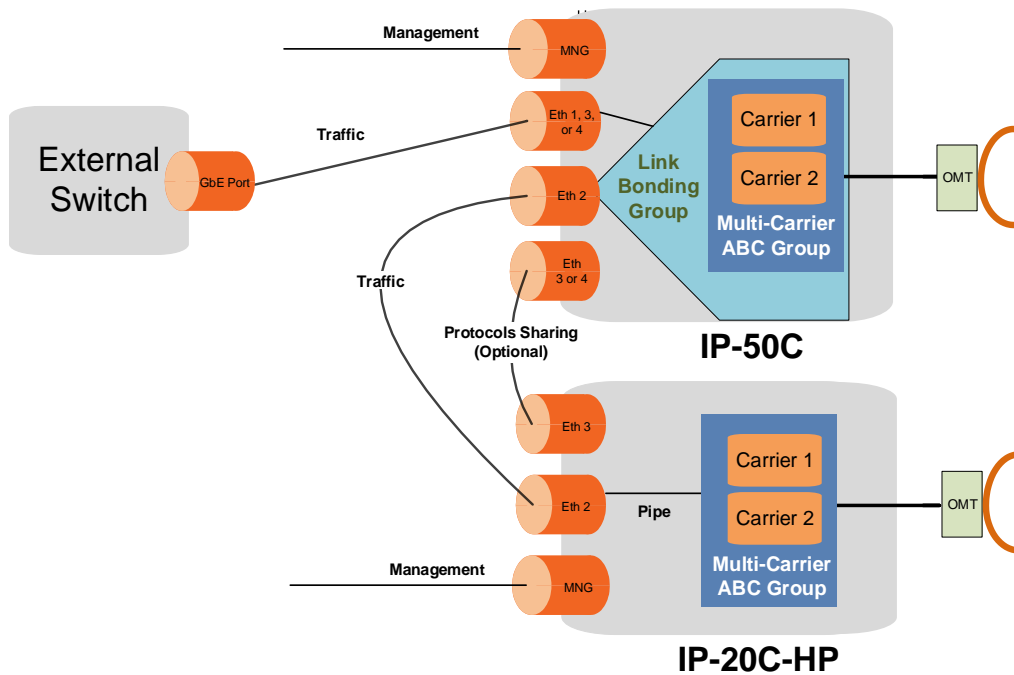 Management
MNG
External
Switch
GbE Port
Traffic
Eth 1, 3,
or 4
Eth 2
Eth
3 or 4
Link
Bonding
Group
Carrier 1
Carrier 2
Multi-Carrier
ABC Group
OMT
Traffic
Protocols Sharing
(Optional)
IP-50C
Eth 3
Eth 2
Pipe
Carrier 1
Carrier 2
Multi-Carrier
ABC Group
OMT
Management
MNG
IP-20C-HP